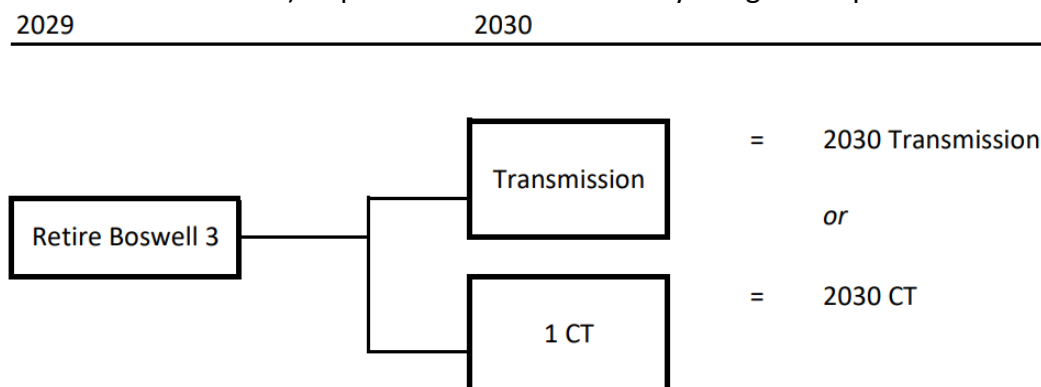 2029 2030
Transmission = 2030 Transmission
Retire Boswell 3 or
1 CT = 2030 CT